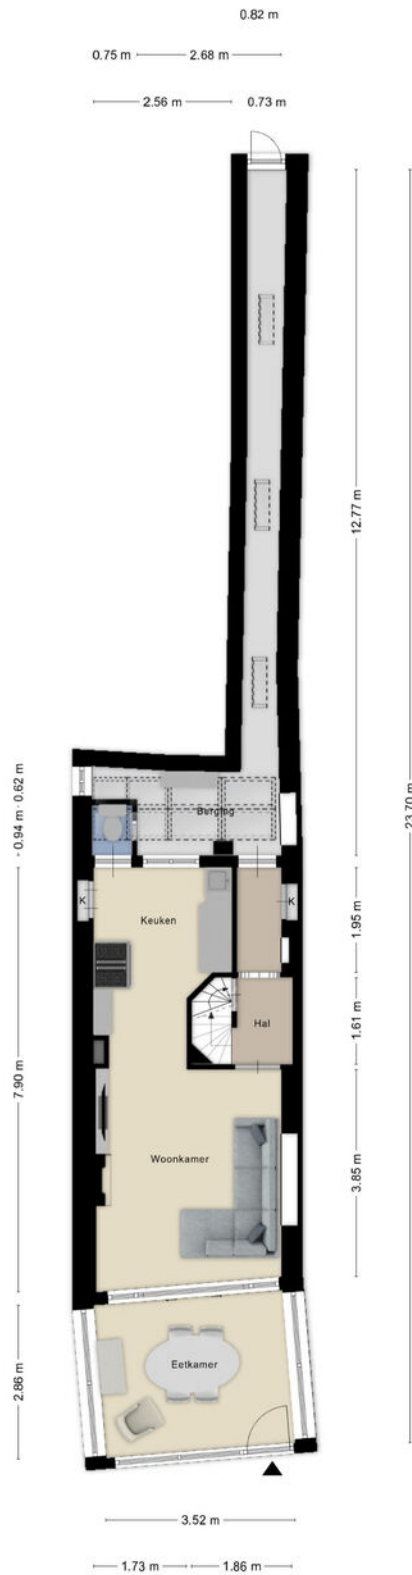 0.82 m
0.75 m 2.68 m
2.56 m 0.73 m
12.77 m
23.70 m
0.62 m
0.94 m
Berging
K K
Keuken
1.95 m
Hal
1.61 m
7.90 m
Woonkamer
3.85 m
2.86 m
Eetkamer
3.52 m
1.73 m 1.86 m